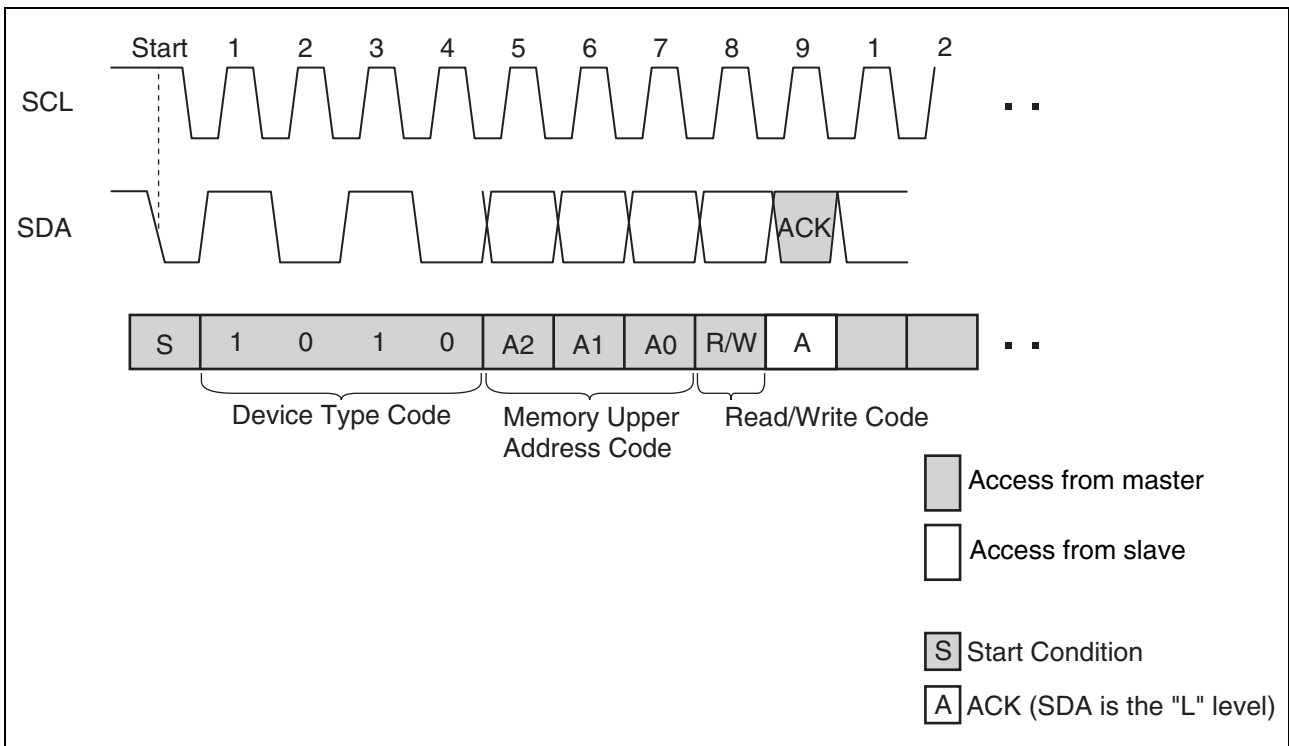 Start 1 2 3 4 5 6 7 8 9 1 2
SCL
SDA
ACK
S 1 0 1 0 A2 A1 A0 R/W A
Device Type Code
Memory Upper
Address Code
Read/Write Code
Access from master
Access from slave
S Start Condition
A ACK (SDA is the "L" level)